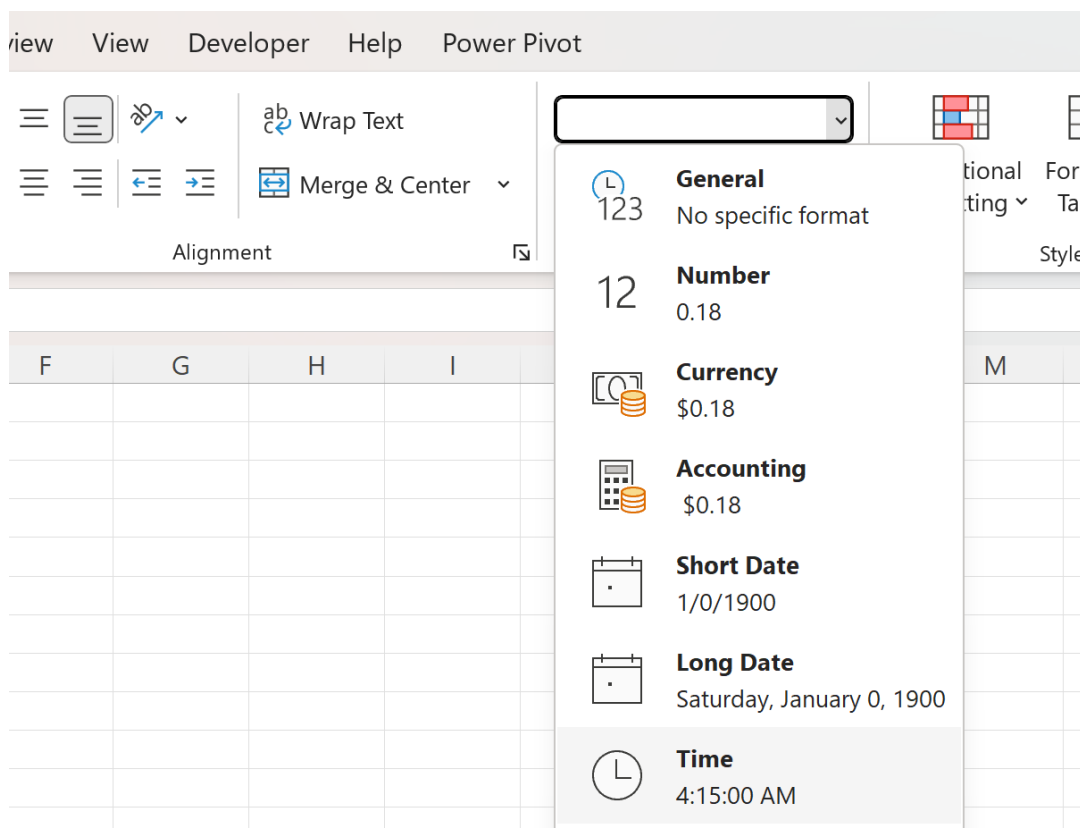 view View Developer Help Power Pivot
ab Wrap Text
c
Merge & Center
ab
Alignment
tional
tting
For
Ta
Style
F G H I M
123
General
No specific format
12
Number
0.18
Currency
$0.18
Accounting
$0.18
Short Date
1/0/1900
Long Date
Saturday, January 0, 1900
Time
4:15:00 AM